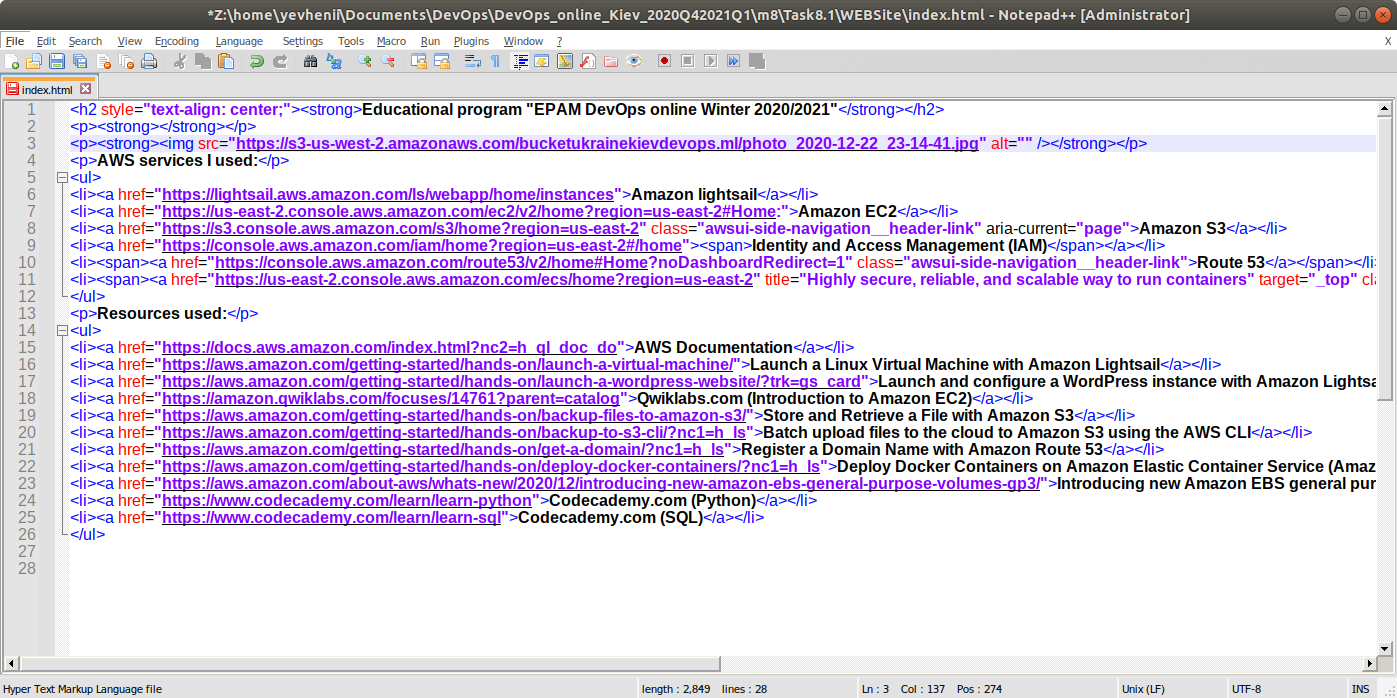 *Z:\home\yevhenii\Documents\DevOps\DevOps_online_Kiev_2020Q42021Q1\m8\Task8.1\WEBSite\index.html - Notepad++ [Administrator]
File Edit Search View Encoding Language Settings Tools Macro Run Plugins Window ? X
index.html
1 <h2 style="text-align: center;"><strong>Educational program "EPAM DevOps online Winter 2020/2021"</strong></h2>
2 <p><strong></strong></p>
3 <p><strong><img src="https://s3-us-west-2.amazonaws.com/bucketukrainekievdevops.ml/photo_2020-12-22_23-14-41.jpg" alt="" /></strong></p>
4 <p>AWS services I used:</p>
5 <ul>
6 <li><a href="https://lightsail.aws.amazon.com/ls/webapp/home/instances">Amazon lightsail</a></li>
7 <li><a href="https://us-east-2.console.aws.amazon.com/ec2/v2/home?region=us-east-2#Home:">Amazon EC2</a></li>
8 <li><a href="https://s3.console.aws.amazon.com/s3/home?region=us-east-2" class="awsui-side-navigation__header-link" aria-current="page">Amazon S3</a></li>
9 <li><a href="https://console.aws.amazon.com/iam/home?region=us-east-2#/home"><span>Identity and Access Management (IAM)</span></a></li>
10 <li><span><a href="https://console.aws.amazon.com/route53/v2/home#Home?noDashboardRedirect=1" class="awsui-side-navigation__header-link">Route 53</a></span></li
11 <li><span><a href="https://us-east-2.console.aws.amazon.com/ecs/home?region=us-east-2" title="Highly secure, reliable, and scalable way to run containers" target="_top" cl
12 </ul>
13 <p>Resources used:</p>
14 <ul>
15 <li><a href="https://docs.aws.amazon.com/index.html?nc2=h_ql_doc_do">AWS Documentation</a></li>
16 <li><a href="https://aws.amazon.com/getting-started/hands-on/launch-a-virtual-machine/">Launch a Linux Virtual Machine with Amazon Lightsail</a></li>
17 <li><a href="https://aws.amazon.com/getting-started/hands-on/launch-a-wordpress-website/?trk=gs_card">Launch and configure a WordPress instance with Amazon Lightsa
18 <li><a href="https://amazon.qwiklabs.com/focuses/14761?parent=catalog">Qwiklabs.com (Introduction to Amazon EC2)</a></li>
19 <li><a href="https://aws.amazon.com/getting-started/hands-on/backup-files-to-amazon-s3/">Store and Retrieve a File with Amazon S3</a></li>
20 <li><a href="https://aws.amazon.com/getting-started/hands-on/backup-to-s3-cli/?nc1=h_ls">Batch upload files to the cloud to Amazon S3 using the AWS CLI</a></li>
21 <li><a href="https://aws.amazon.com/getting-started/hands-on/get-a-domain/?nc1=h_ls">Register a Domain Name with Amazon Route 53</a></li>
22 <li><a href="https://aws.amazon.com/getting-started/hands-on/deploy-docker-containers/?nc1=h_ls">Deploy Docker Containers on Amazon Elastic Container Service (Amaz
23 <li><a href="https://aws.amazon.com/about-aws/whats-new/2020/12/introducing-new-amazon-ebs-general-purpose-volumes-gp3/">Introducing new Amazon EBS general pur
24 <li><a href="https://www.codecademy.com/learn/learn-python">Codecademy.com (Python)</a></li>
25 <li><a href="https://www.codecademy.com/learn/learn-sql">Codecademy.com (SQL)</a></li>
26 </ul>
27
28
Hyper Text Markup Language file length : 2,849 lines : 28 Ln : 3 Col : 137 Pos : 274 Unix (LF) UTF-8 INS